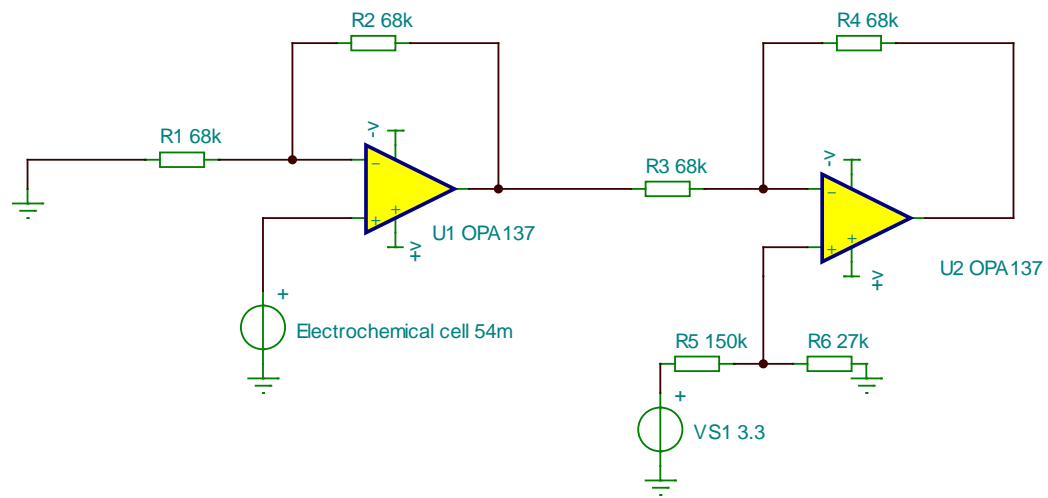 R2 68k
R4 68k
-V
R1 68k
-V
R3 68k
U1 OPA137
+V
U2 OPA137
+V
Electrochemical cell 54m
R5 150k
R6 27k
VS1 3.3